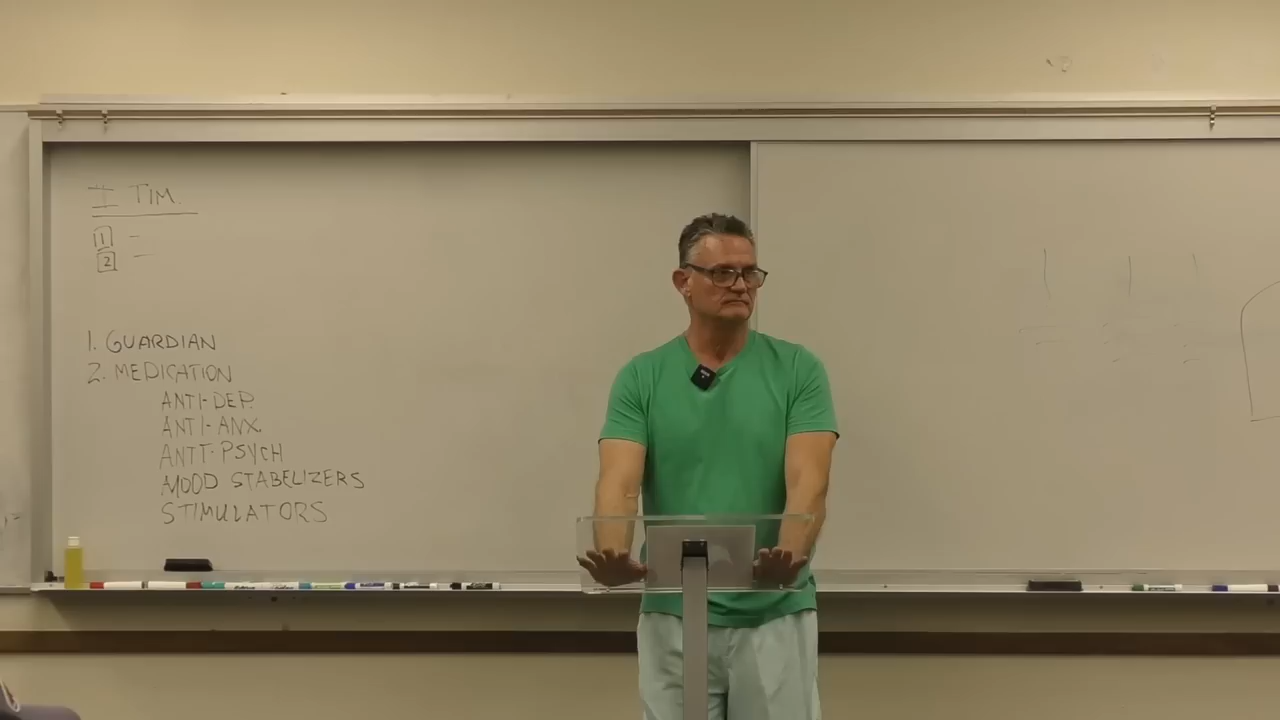 I TIM.
1 =
2 =
1. GUARDIAN
2. MEDICATION
ANTI-DEP.
ANTI-ANX.
ANTI-PSYCH
MOOD STABELIZERS
STIMULATORS